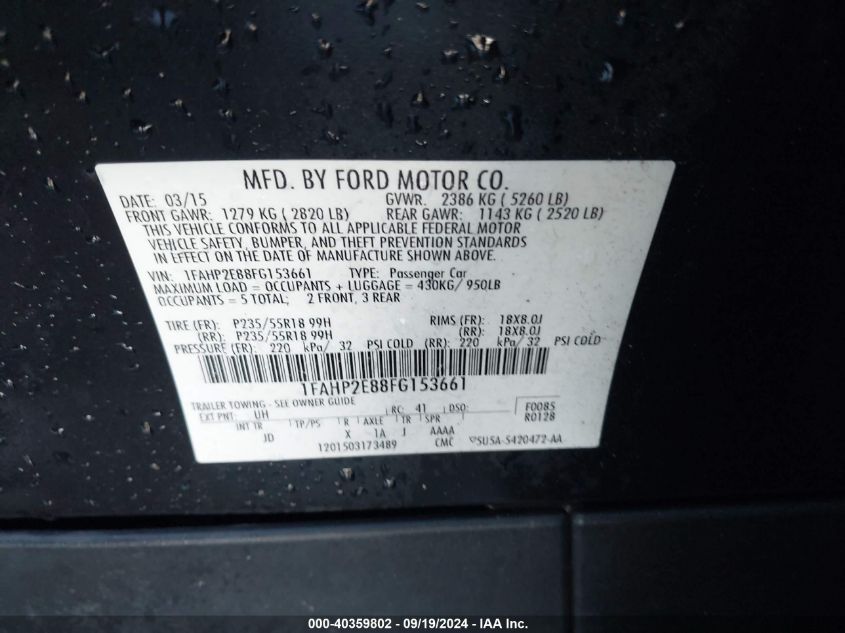 MFD. BY FORD MOTOR CO.
DATE: 03/15 GVWR: 2386 KG ( 5260 LB)
FRONT GAWR: 1279 KG ( 2820 LB) REAR GAWR: 1143 KG ( 2520 LB)
THIS VEHICLE CONFORMS TO ALL APPLICABLE FEDERAL MOTOR
VEHICLE SAFETY, BUMPER, AND THEFT PREVENTION STANDARDS
IN EFFECT ON THE DATE OF MANUFACTURE SHOWN ABOVE.
VIN: 1FAHP2E88FG153661 TYPE: Passenger Car
MAXIMUM LOAD = OCCUPANTS + LUGGAGE = 430KG/ 950LB
OCCUPANTS = 5 TOTAL; 2 FRONT, 3 REAR
TIRE (FR): P235/55R18 99H RIMS (FR): 18X8.0J
(RR): P235/55R18 99H (RR): 18X8.0J
PRESSURE (FR): 220 kPa/ 32 PSI COLD (RR): 220 kPa/ 32 PSI COLD
1FAHP2E88FG153661
TRAILER TOWING - SEE OWNER GUIDE
EXT PNT: UH RC: 41 DSO: F0085
INT TR TP/PS R AXLE TR SPR R0128
JD X 1A J AAAA
1201503173489 CMC 5U5A-5420472-AA
000-40359802 - 09/19/2024 - IAA Inc.